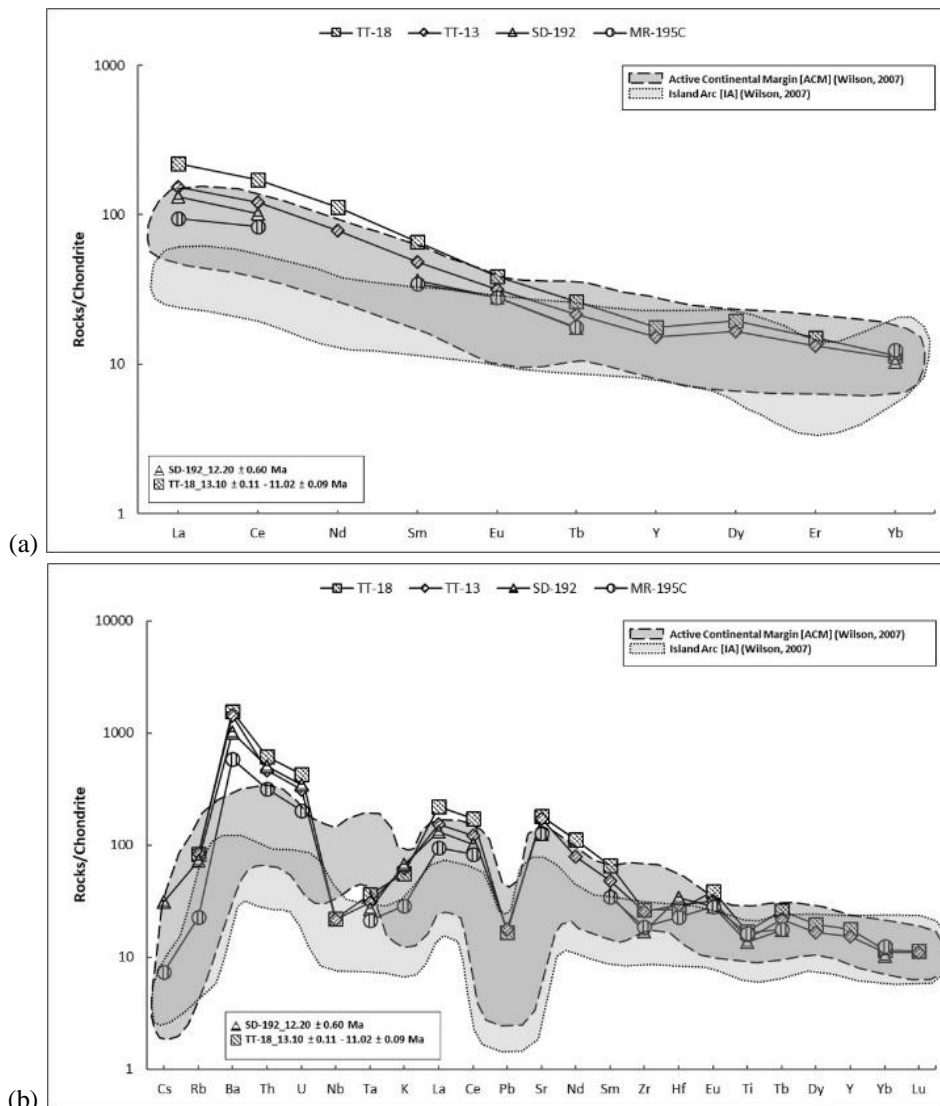 TT-18 TT-13 SD-192 MR-195C
1000
Active Continental Margin [ACM] (Wilson, 2007)
Island Arc [IA] (Wilson, 2007)
100
Rocks/Chondrite
10
SD-192_12.20 ± 0.60 Ma
TT-18_13.10 ± 0.11 - 11.02 ± 0.09 Ma
1
La Ce Nd Sm Eu Tb Y Dy Er Yb
(a)
TT-18 TT-13 SD-192 MR-195C
10000
Active Continental Margin [ACM] (Wilson, 2007)
Island Arc [IA] (Wilson, 2007)
1000
Rocks/Chondrite
100
10
SD-192_12.20 ± 0.60 Ma
TT-18_13.10 ± 0.11 - 11.02 ± 0.09 Ma
1
Cs Rb Ba Th U Nb Ta K La Ce Pb Sr Nd Sm Zr Hf Eu Ti Tb Dy Y Yb Lu
(b)